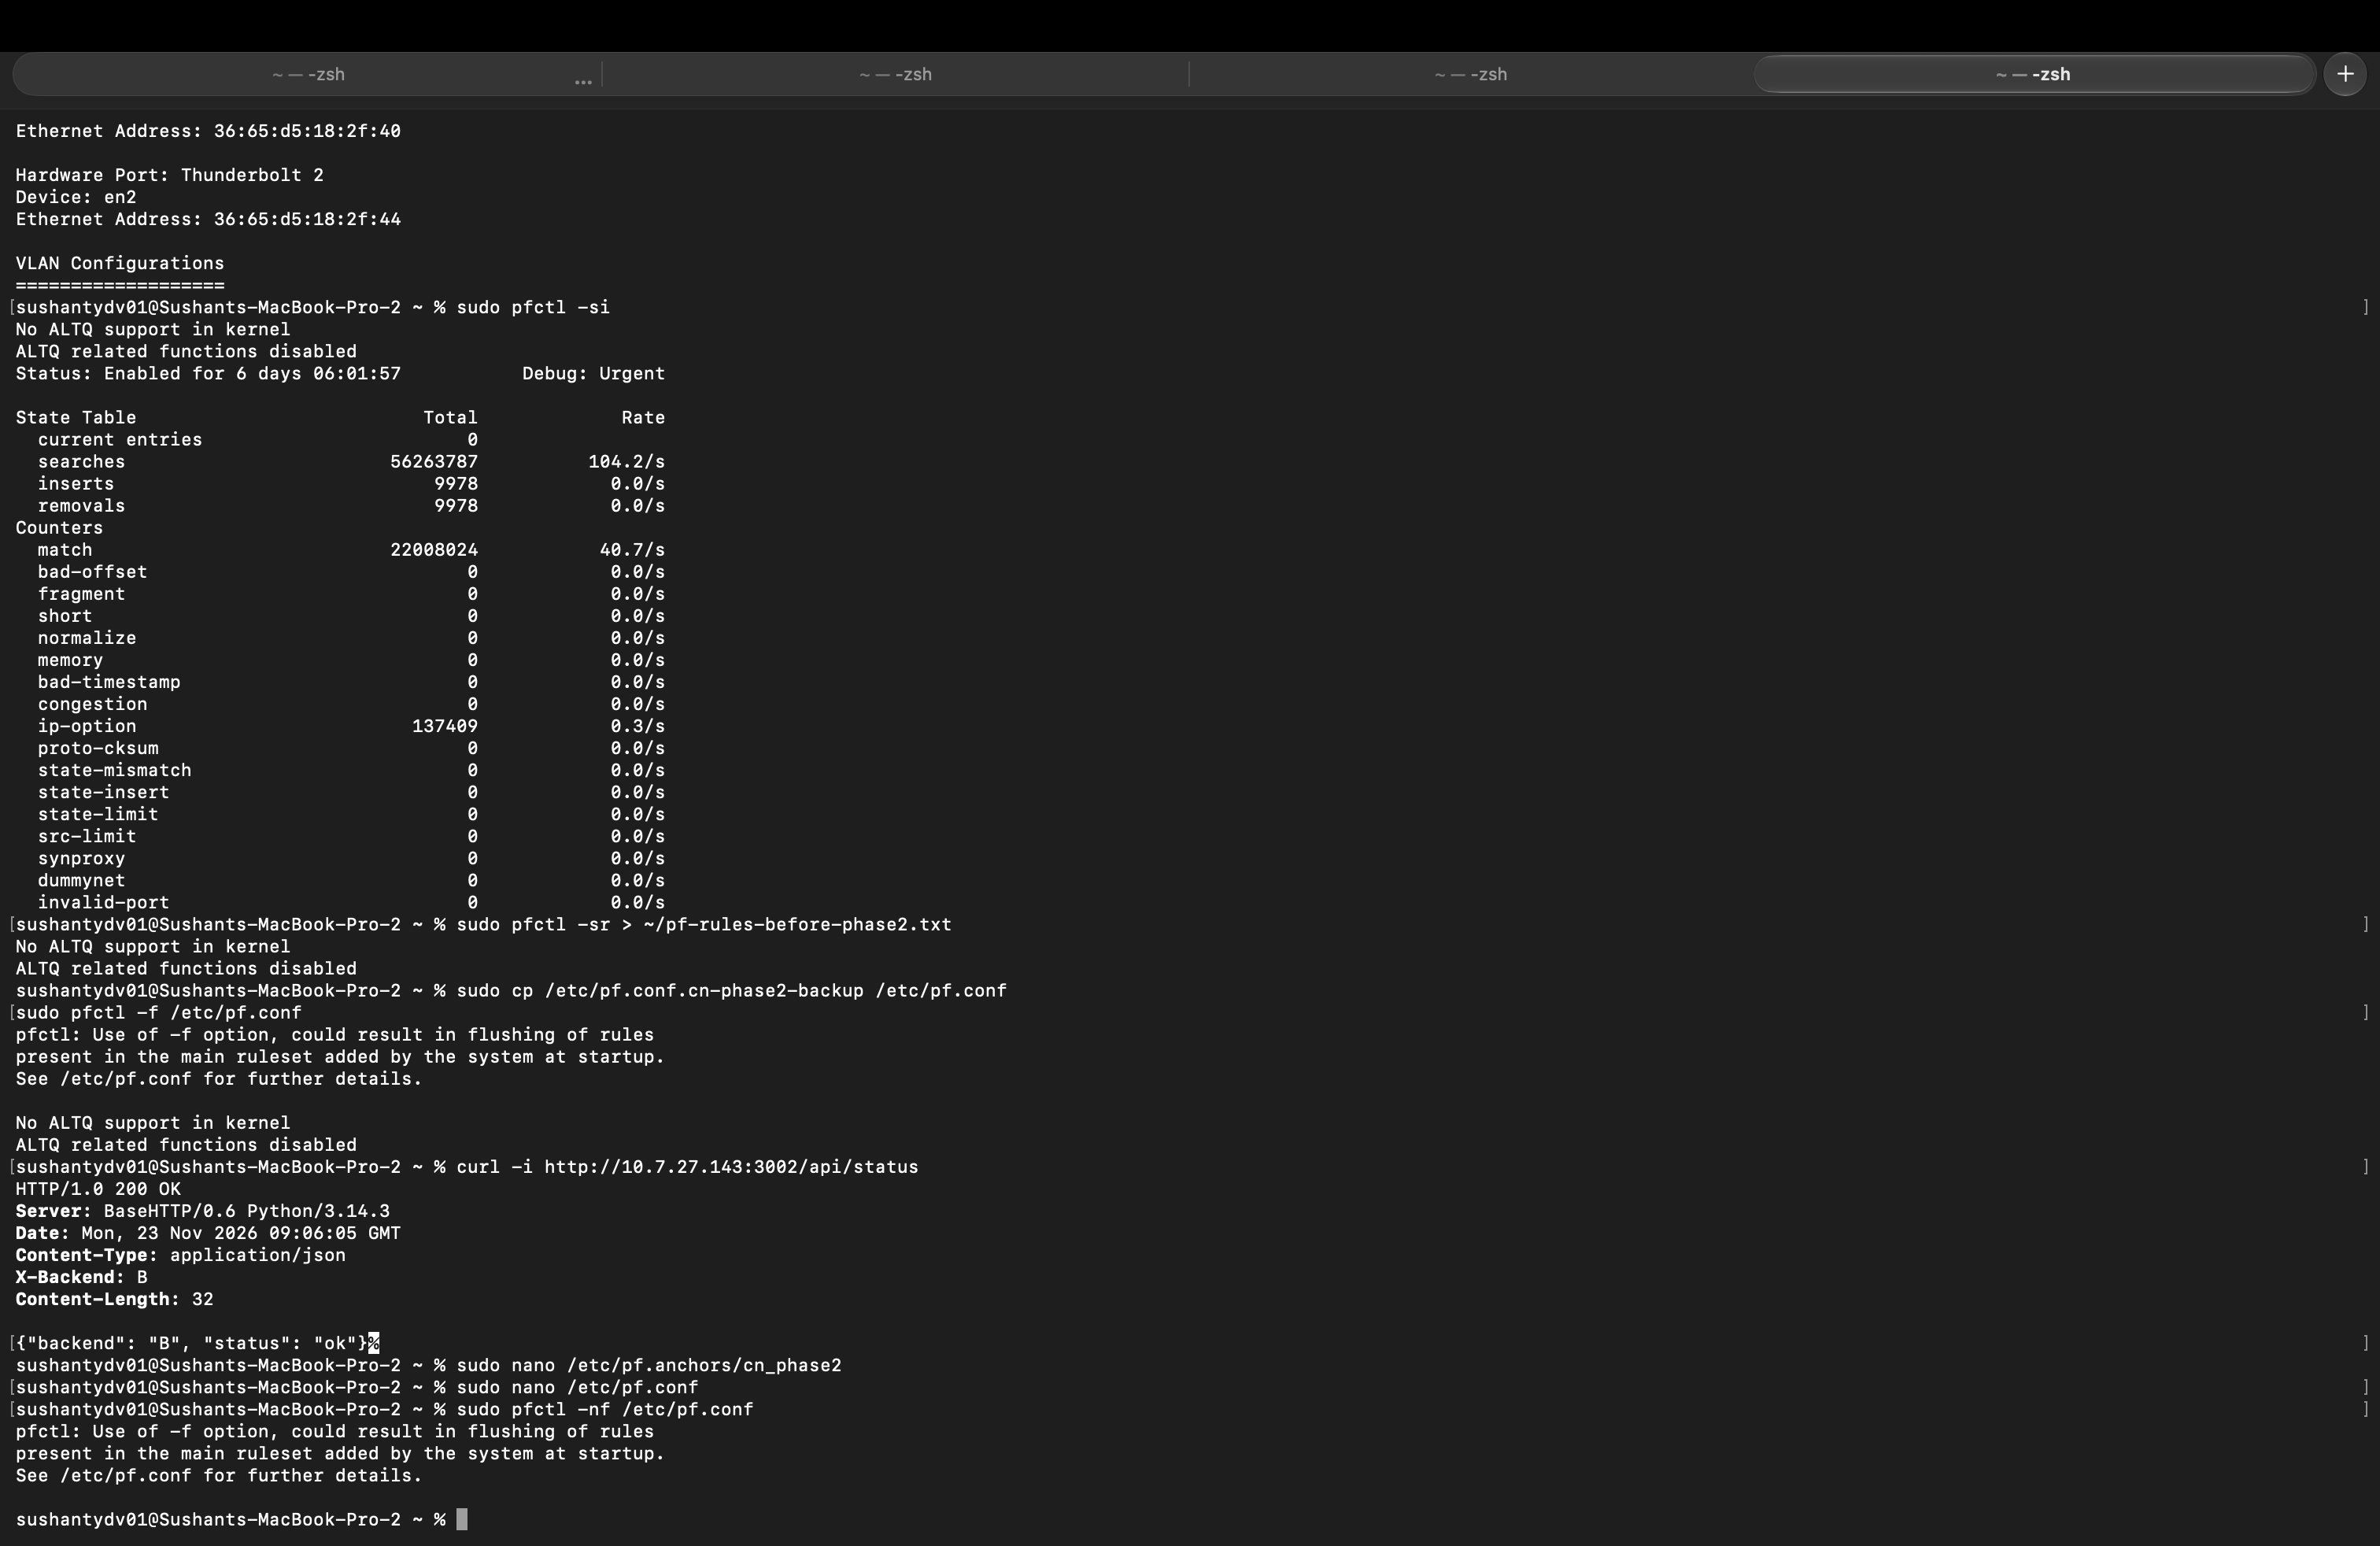 ~ — -zsh
...
~ — -zsh
~ — -zsh
~ — -zsh
+
Ethernet Address: 36:65:d5:18:2f:40
Hardware Port: Thunderbolt 2
Device: en2
Ethernet Address: 36:65:d5:18:2f:44
VLAN Configurations
===================
[sushantydv01@Sushants-MacBook-Pro-2 ~ % sudo pfctl -si ]
No ALTQ support in kernel
ALTQ related functions disabled
Status: Enabled for 6 days 06:01:57 Debug: Urgent
State Table Total Rate
current entries 0
searches 56263787 104.2/s
inserts 9978 0.0/s
removals 9978 0.0/s
Counters
match 22008024 40.7/s
bad-offset 0 0.0/s
fragment 0 0.0/s
short 0 0.0/s
normalize 0 0.0/s
memory 0 0.0/s
bad-timestamp 0 0.0/s
congestion 0 0.0/s
ip-option 137409 0.3/s
proto-cksum 0 0.0/s
state-mismatch 0 0.0/s
state-insert 0 0.0/s
state-limit 0 0.0/s
src-limit 0 0.0/s
synproxy 0 0.0/s
dummynet 0 0.0/s
invalid-port 0 0.0/s
[sushantydv01@Sushants-MacBook-Pro-2 ~ % sudo pfctl -sr > ~/pf-rules-before-phase2.txt ]
No ALTQ support in kernel
ALTQ related functions disabled
sushantydv01@Sushants-MacBook-Pro-2 ~ % sudo cp /etc/pf.conf.cn-phase2-backup /etc/pf.conf
[sudo pfctl -f /etc/pf.conf ]
pfctl: Use of -f option, could result in flushing of rules
present in the main ruleset added by the system at startup.
See /etc/pf.conf for further details.
No ALTQ support in kernel
ALTQ related functions disabled
[sushantydv01@Sushants-MacBook-Pro-2 ~ % curl -i http://10.7.27.143:3002/api/status ]
HTTP/1.0 200 OK
Server: BaseHTTP/0.6 Python/3.14.3
Date: Mon, 23 Nov 2026 09:06:05 GMT
Content-Type: application/json
X-Backend: B
Content-Length: 32
[{"backend": "B", "status": "ok"}% ]
sushantydv01@Sushants-MacBook-Pro-2 ~ % sudo nano /etc/pf.anchors/cn_phase2
[sushantydv01@Sushants-MacBook-Pro-2 ~ % sudo nano /etc/pf.conf ]
[sushantydv01@Sushants-MacBook-Pro-2 ~ % sudo pfctl -nf /etc/pf.conf ]
pfctl: Use of -f option, could result in flushing of rules
present in the main ruleset added by the system at startup.
See /etc/pf.conf for further details.
sushantydv01@Sushants-MacBook-Pro-2 ~ %